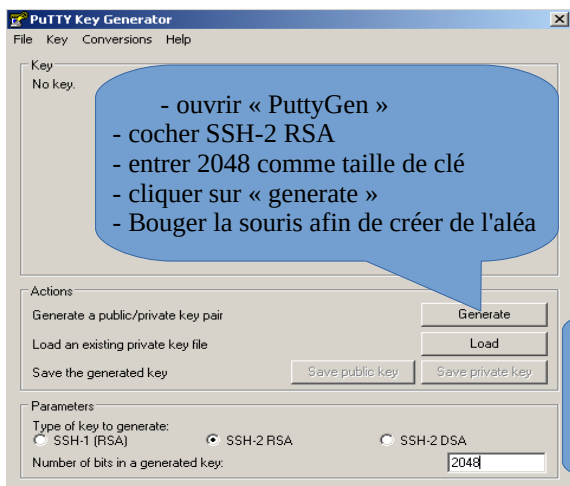 PuTTY Key Generator
File Key Conversions Help
Key
No key.
- ouvrir « PuttyGen »
- cocher SSH-2 RSA
- entrer 2048 comme taille de clé
- cliquer sur « generate »
- Bouger la souris afin de créer de l'aléa
Actions
Generate a public/private key pair Generate
Load an existing private key file Load
Save the generated key Save public key Save private key
Parameters
Type of key to generate:
SSH-1 (RSA) SSH-2 RSA SSH-2 DSA
Number of bits in a generated key: 2048